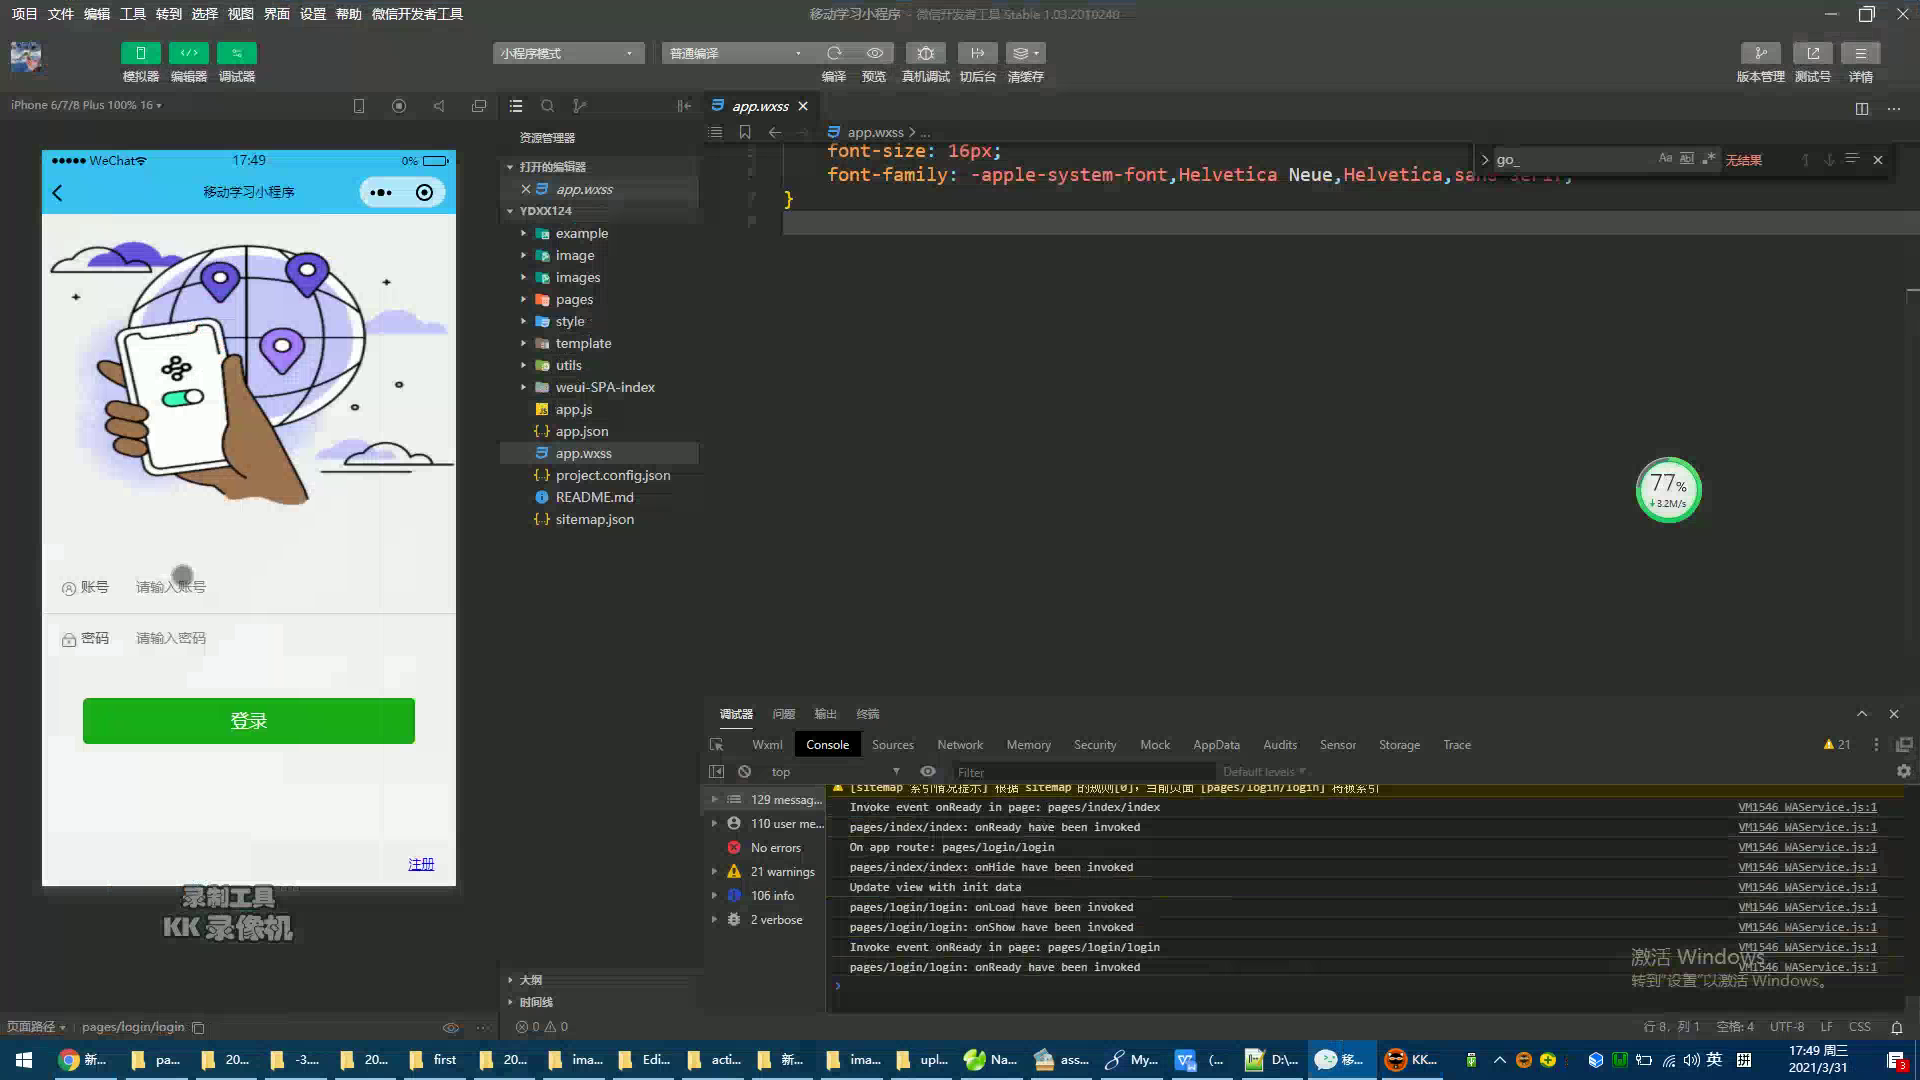 项目 文件 编辑 工具 转到 选择 视图 界面 设置 帮助 微信开发者工具
移动学习小程序 - 微信开发者工具 Stable 1.03.2010240
小程序模式
普通编译
模拟器 编辑器 调试器
编译 预览 真机调试 切后台 清缓存
版本管理 测试号 详情
iPhone 6/7/8 Plus 100% 16
WeChat
17:49
0%
移动学习小程序
账号
请输入账号
密码
请输入密码
登录
注册
录制工具
KK 录像机
页面路径
pages/login/login
资源管理器
打开的编辑器
app.wxss
YDXX124
example
image
images
pages
style
template
utils
weui-SPA-index
app.js
app.json
app.wxss
project.config.json
README.md
sitemap.json
大纲
时间线
0 0
app.wxss
app.wxss > ...
font-size: 16px;
font-family: -apple-system-font,Helvetica Neue,Helvetica,sans-serif;
}
go_
Aa Abl
无结果
77%
3.2M/s
调试器 问题 输出 终端
Wxml Console Sources Network Memory Security Mock AppData Audits Sensor Storage Trace
21
top
Filter
Default levels
129 messag...
110 user me...
No errors
21 warnings
106 info
2 verbose
[sitemap 索引情况提示] 根据 sitemap 的规则[0]，当前页面 [pages/login/login] 将被索引
Invoke event onReady in page: pages/index/index VM1546 WAService.js:1
pages/index/index: onReady have been invoked VM1546 WAService.js:1
On app route: pages/login/login VM1546 WAService.js:1
pages/index/index: onHide have been invoked VM1546 WAService.js:1
Update view with init data VM1546 WAService.js:1
pages/login/login: onLoad have been invoked VM1546 WAService.js:1
pages/login/login: onShow have been invoked VM1546 WAService.js:1
Invoke event onReady in page: pages/login/login VM1546 WAService.js:1
pages/login/login: onReady have been invoked VM1546 WAService.js:1
激活 Windows
转到"设置"以激活 Windows。
行 8，列 1 空格: 4 UTF-8 LF CSS
新... pa... 20... -3.... 20... first 20... ima... Edi... acti... 新... ima... upl... Na... ass... My... (... D:\... 移... KK...
英
拼
17:49 周三
2021/3/31
3